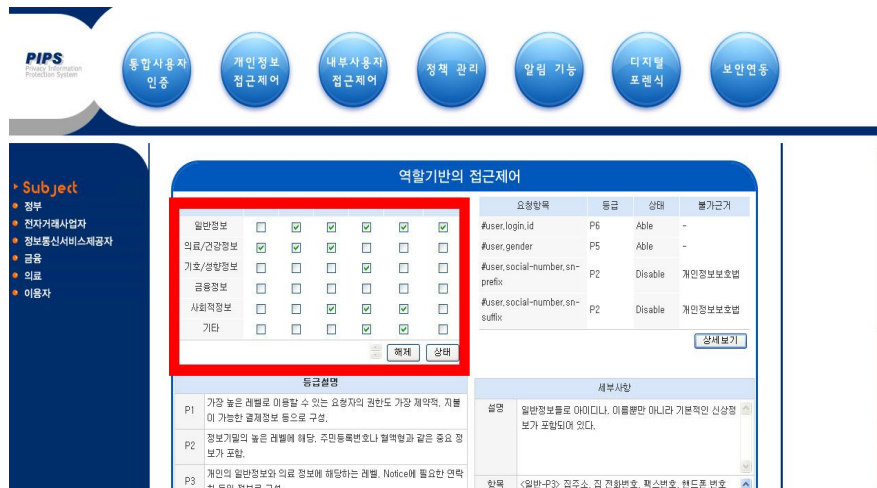 PIPS
Privacy Information
Protection System
통합사용자
인증
개인정보
접근제어
내부사용자
접근제어
정책 관리
알림 기능
디지털
포렌식
보안연동
Subject
정부
전자거래사업자
정보통신서비스제공자
금융
의료
이용자
역할기반의 접근제어
일반정보
의료/건강정보
기호/성향정보
금융정보
사회적정보
기타
해제 상태
요청항목 등급 상태 불가근거
#user,login,id P6 Able -
#user,gender P5 Able -
#user,social-number,sn-
prefix P2 Disable 개인정보보호법
#user,social-number,sn-
suffix P2 Disable 개인정보보호법
상세보기
등급설명
P1 가장 높은 레벨로 이용할 수 있는 요청자의 권한도 가장 제약적, 지불
이 가능한 결제정보 등으로 구성,
P2 정보기밀의 높은 레벨에 해당, 주민등록번호나 혈액형과 같은 중요 정
보가 포함,
P3 개인의 일반정보와 의료 정보에 해당하는 레벨, Notice에 필요한 연락
세부사항
설명 일반정보들로 아이디나, 이름뿐만 아니라 기본적인 신상정
보가 포함되어 있다,
항목 <일반-P3> 집주소, 집 전화번호, 팩스번호, 핸드폰 번호